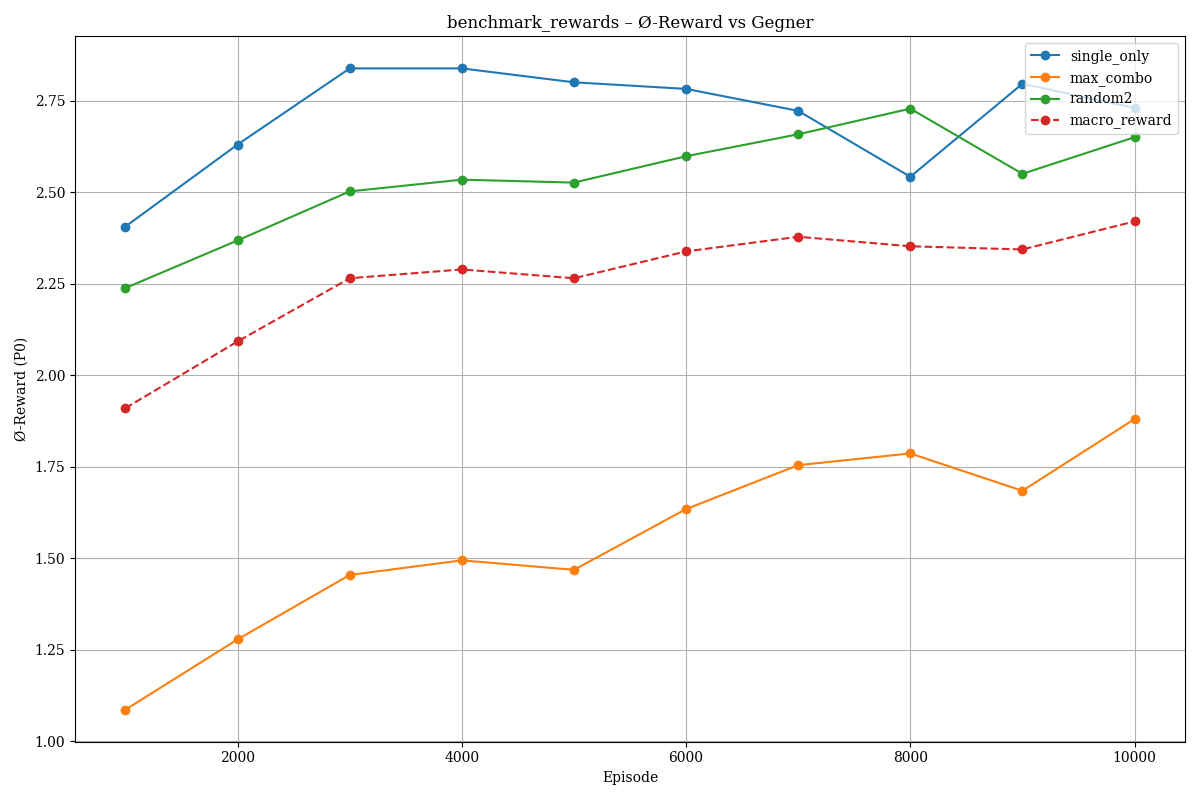 benchmark_rewards – Ø-Reward vs Gegner
single_only
max_combo
random2
macro_reward
Ø-Reward (P0)
2.75
2.50
2.25
2.00
1.75
1.50
1.25
1.00
2000 4000 6000 8000 10000
Episode